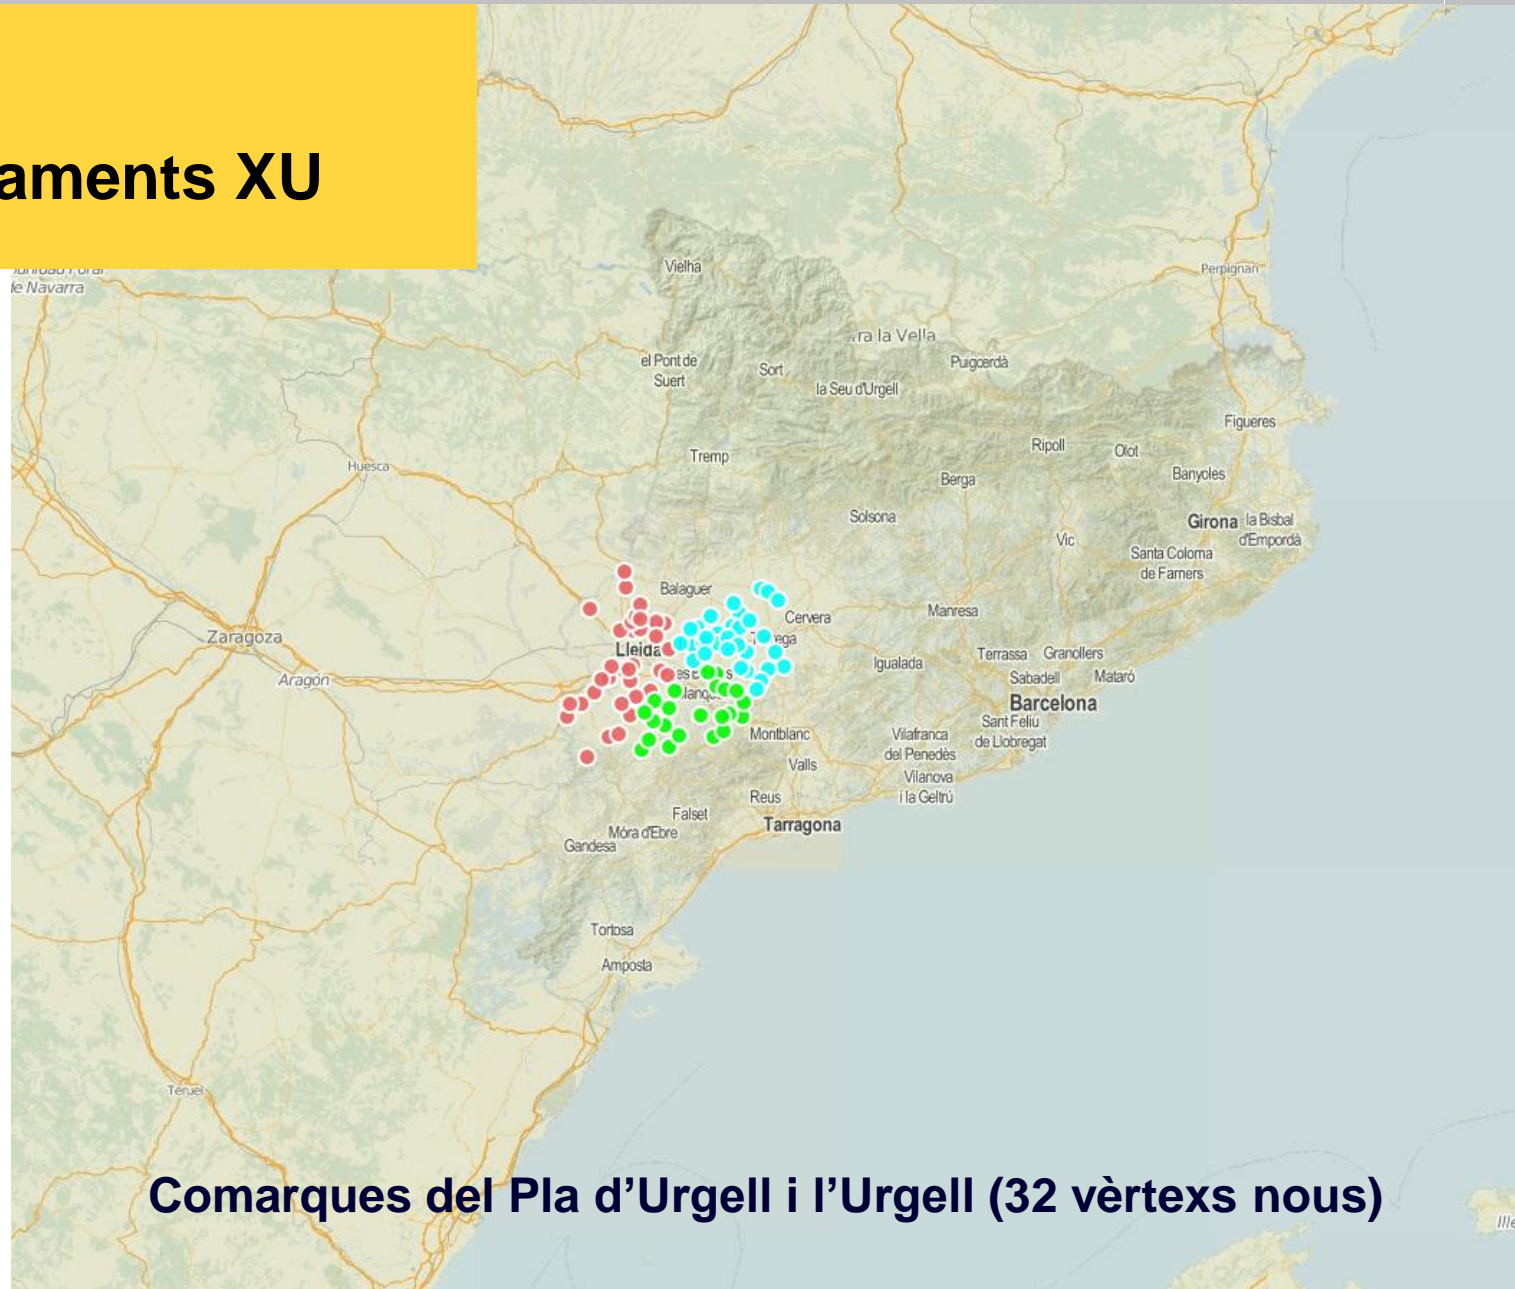 aments XU
de Navarra
Vielha
Perpignan
ra la Vella
el Pont de
Suert
Sort
Puigcerdà
la Seu d'Urgell
Figueres
Ripoll
Olot
Tremp
Huesca
Banyoles
Berga
Solsona
Girona
la Bisbal
d'Empordà
Vic
Santa Coloma
de Farners
Balaguer
Manresa
Cervera
Zaragoza
Lleida
Terrassa
Granollers
Igualada
Sabadell
Mataró
Aragón
Barcelona
Sant Feliu
de Llobregat
Montblanc
Vilafranca
del Penedès
Valls
Vilanova
i la Geltrú
Reus
Falset
Tarragona
Móra d'Ebre
Gandesa
Tortosa
Amposta
Teruel
Comarques del Pla d’Urgell i l’Urgell (32 vèrtexs nous)
Ille